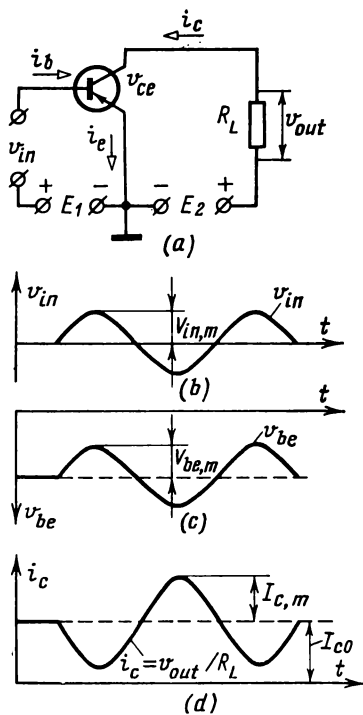 i_c
i_b
v_ce
R_L
v_out
v_in
i_e
+ E_1 - - E_2 +
(a)
v_in
v_in
V_in,m
t
(b)
t
V_be,m
v_be
v_be
(c)
i_c
I_c,m
I_co
i_c=v_out/R_L
t
(d)